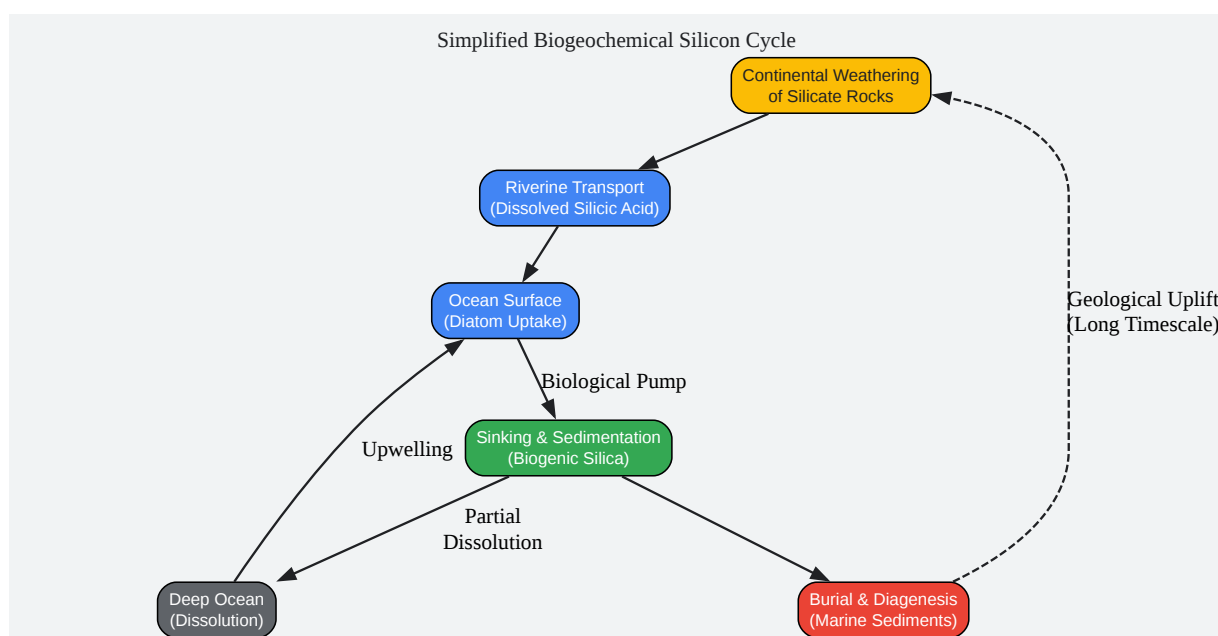 Simplified Biogeochemical Silicon Cycle
Continental Weathering
of Silicate Rocks
Riverine Transport
(Dissolved Silicic Acid)
Ocean Surface
(Diatom Uptake)
Geological Uplift
(Long Timescale)
Biological Pump
Sinking & Sedimentation
(Biogenic Silica)
Upwelling
Partial
Dissolution
Deep Ocean
(Dissolution)
Burial & Diagenesis
(Marine Sediments)